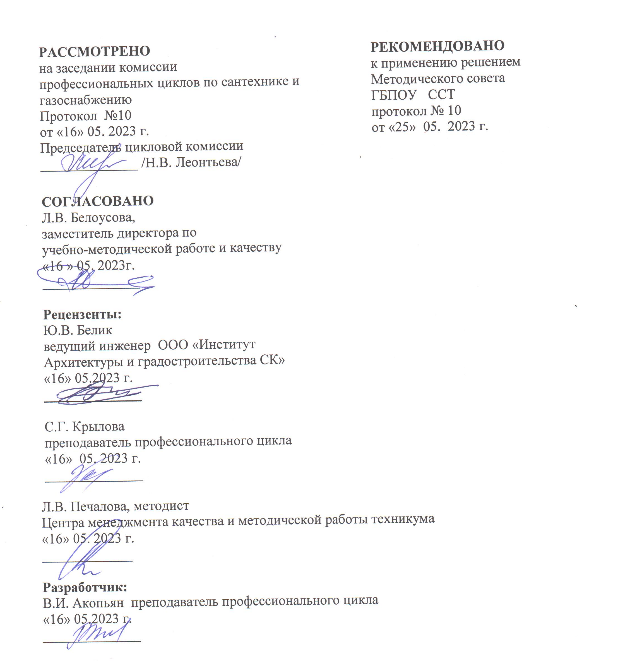 РАССМОТРЕНО
на заседании комиссии
профессиональных циклов по сантехнике и
газоснабжению
Протокол №10
от «16» 05. 2023 г.
Председатель цикловой комиссии
/Н.В. Леонтьева/
РЕКОМЕНДОВАНО
к применению решением
Методического совета
ГБПОУ ССТ
протокол № 10
от «25» 05. 2023 г.
СОГЛАСОВАНО
Л.В. Белоусова,
заместитель директора по
учебно-методической работе и качеству
«16 » 05. 2023г.
Рецензенты:
Ю.В. Белик
ведущий инженер ООО «Институт
Архитектуры и градостроительства СК»
«16» 05.2023 г.
С.Г. Крылова
преподаватель профессионального цикла
«16» 05. 2023 г.
Л.В. Печалова, методист
Центра менеджмента качества и методической работы техникума
«16» 05. 2023 г.
Разработчик:
В.И. Акопьян преподаватель профессионального цикла
«16» 05.2023 г.